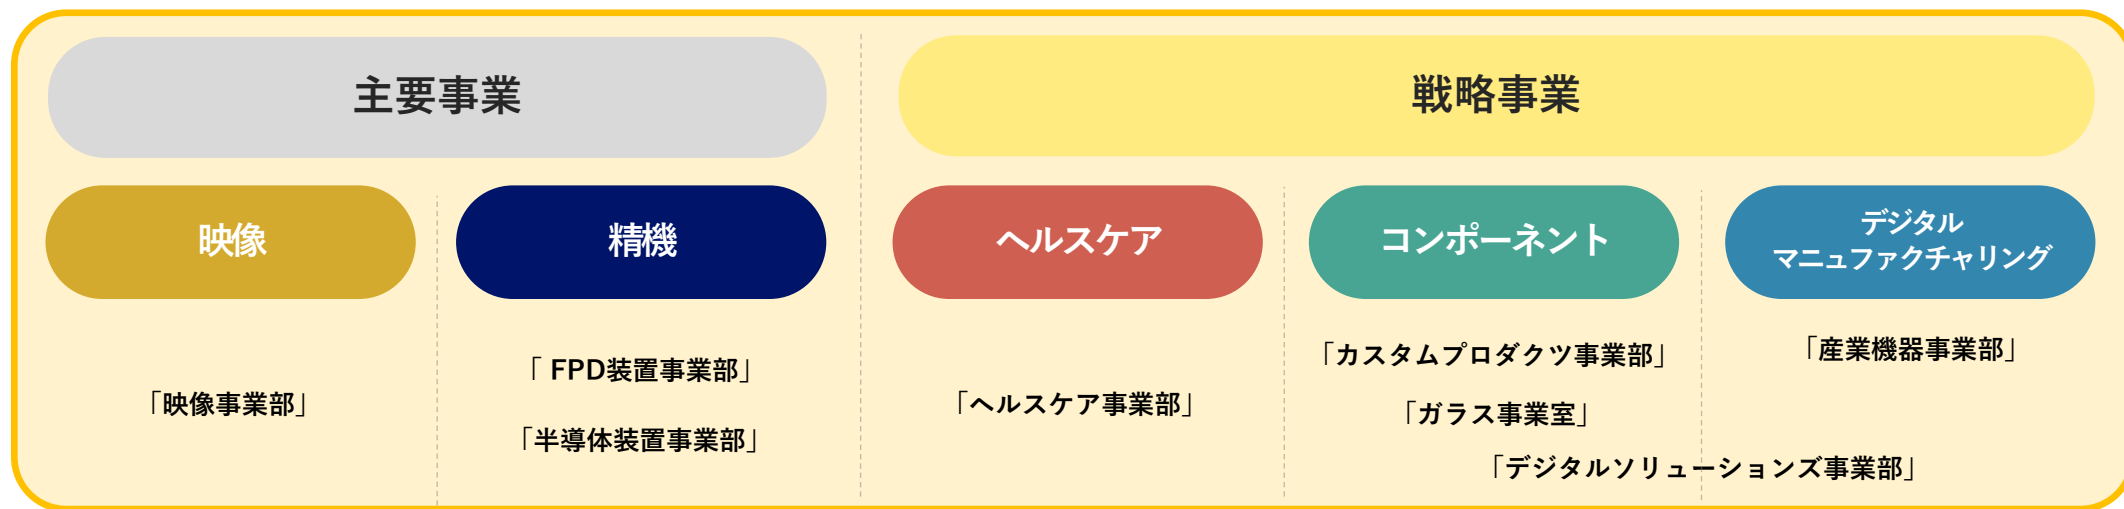 主要事業
戦略事業
映像
精機
ヘルスケア
コンポーネント
デジタル
マニュファクチャリング
「映像事業部」
「 FPD装置事業部」
「半導体装置事業部」
「ヘルスケア事業部」
「カスタムプロダクツ事業部」
「ガラス事業室」
「産業機器事業部」
「デジタルソリューションズ事業部」